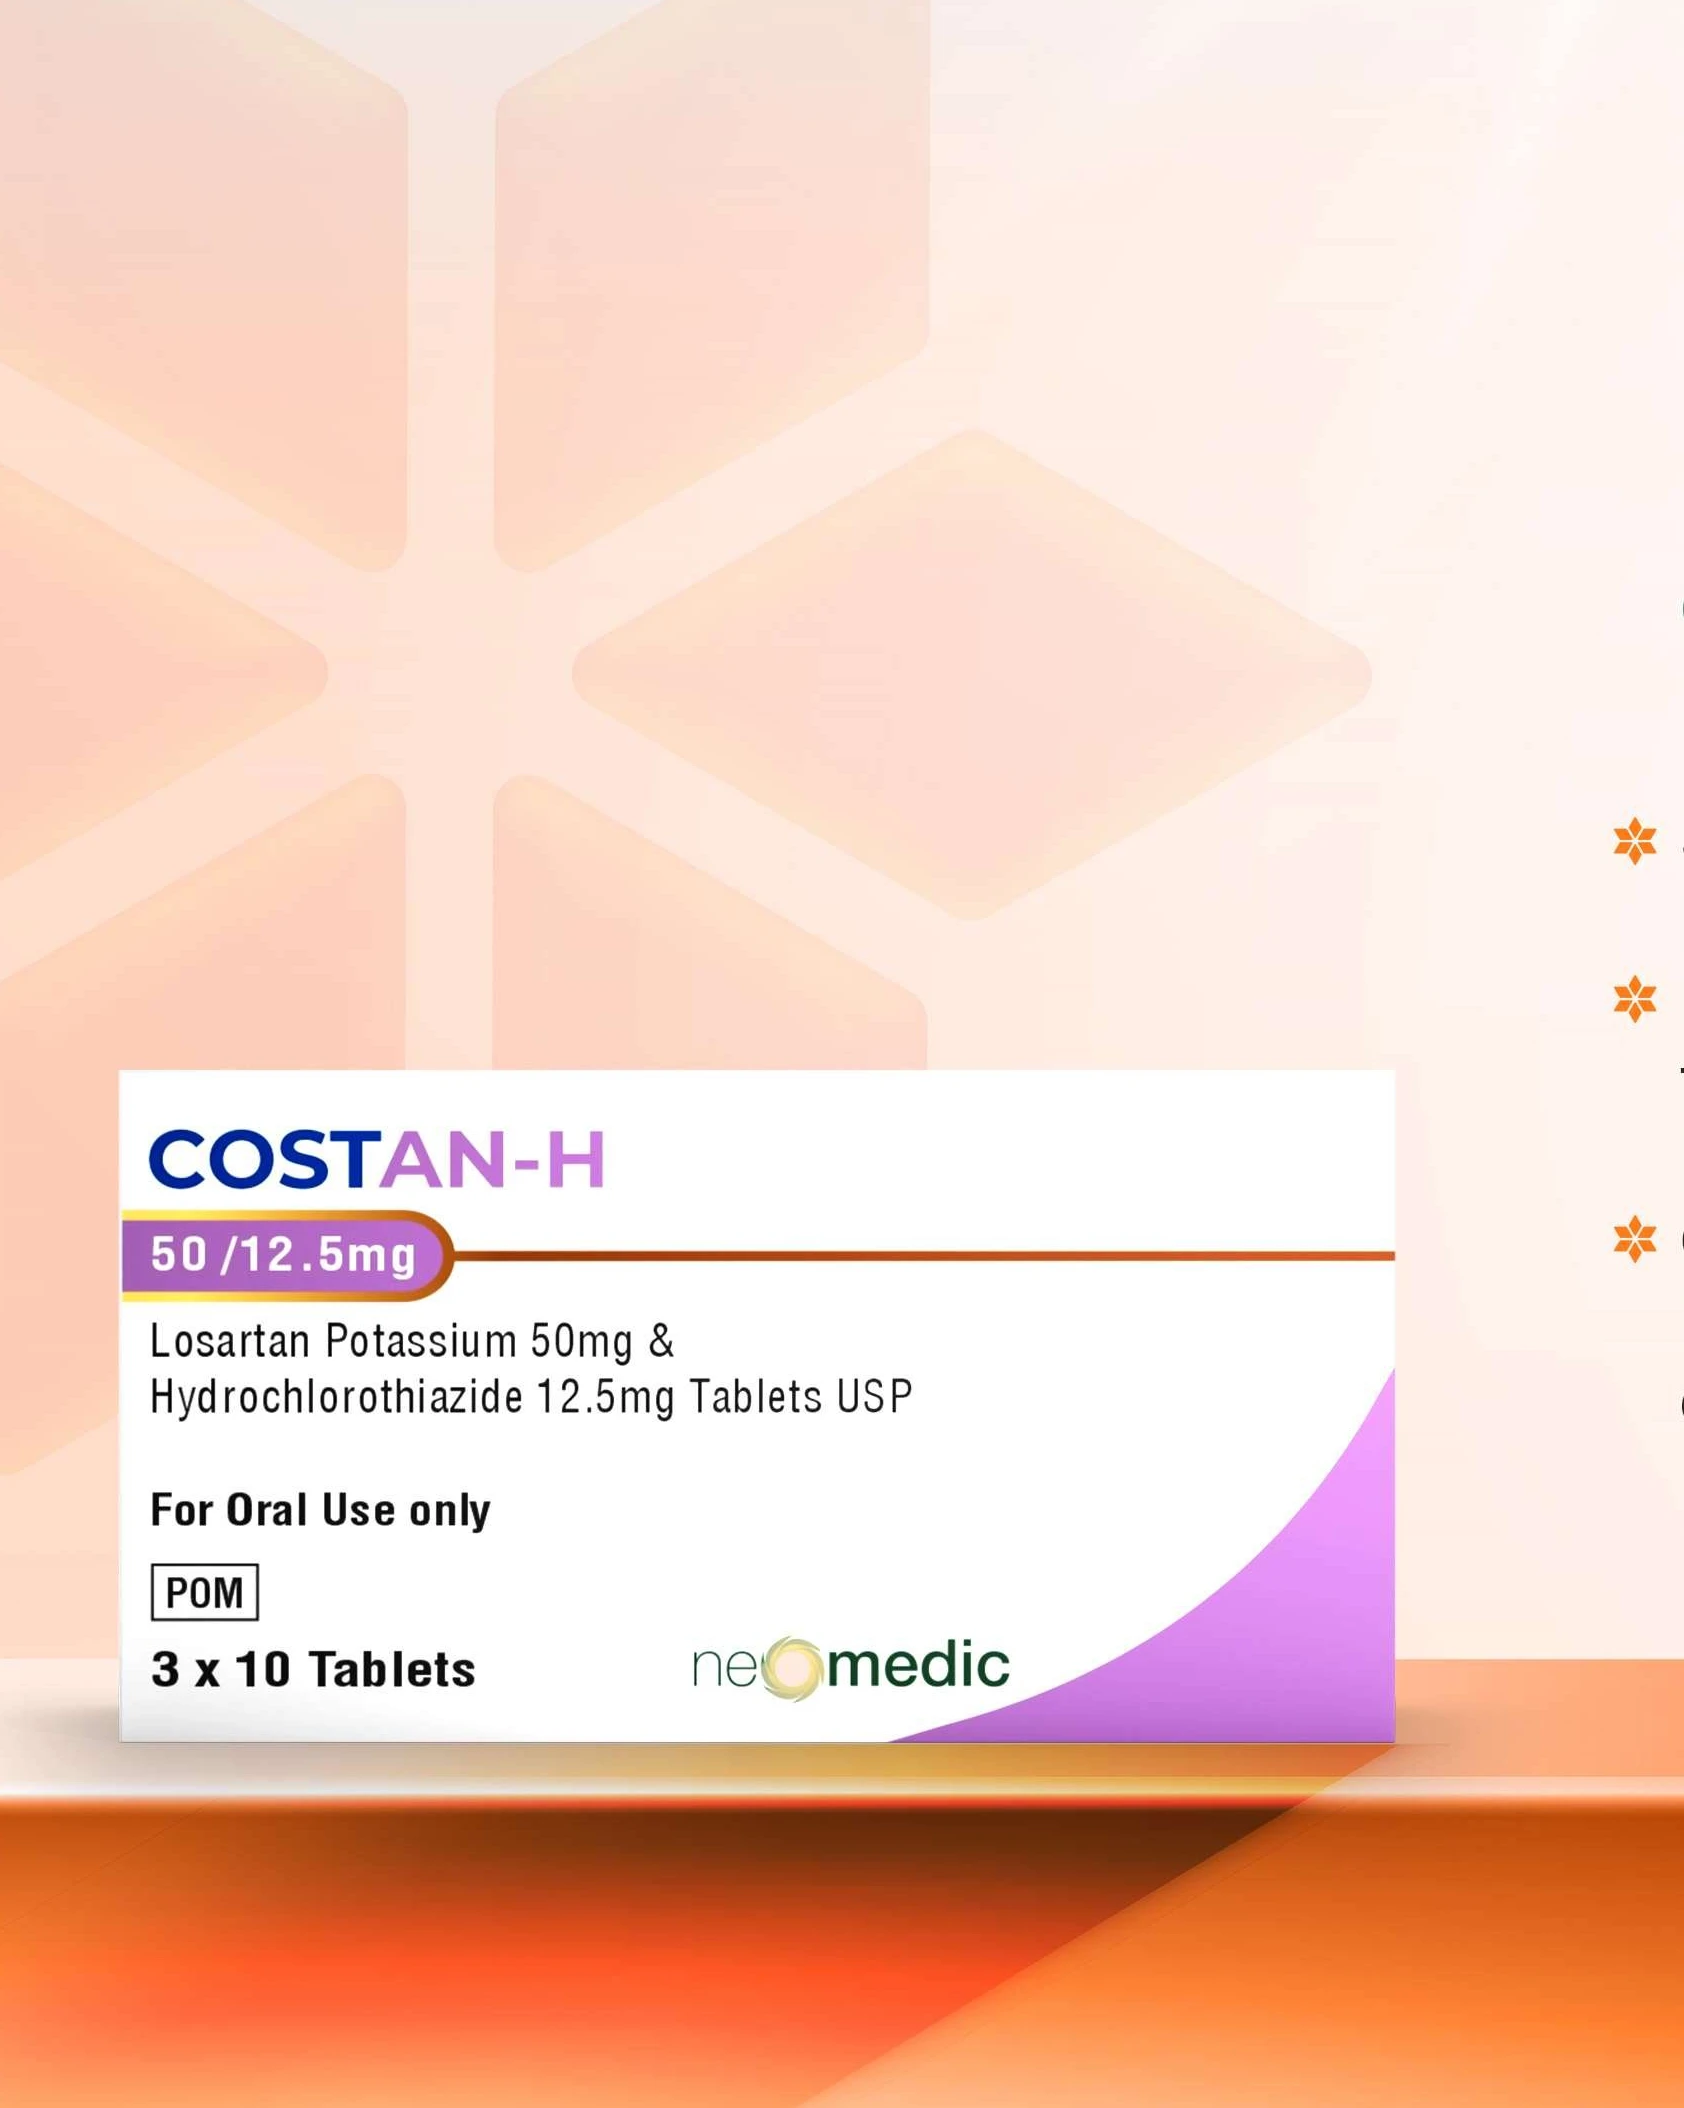 COSTAN-H
50 /12.5mg
Losartan Potassium 50mg &
Hydrochlorothiazide 12.5mg Tablets USP
For Oral Use only
POM
3 x 10 Tablets
neomedic